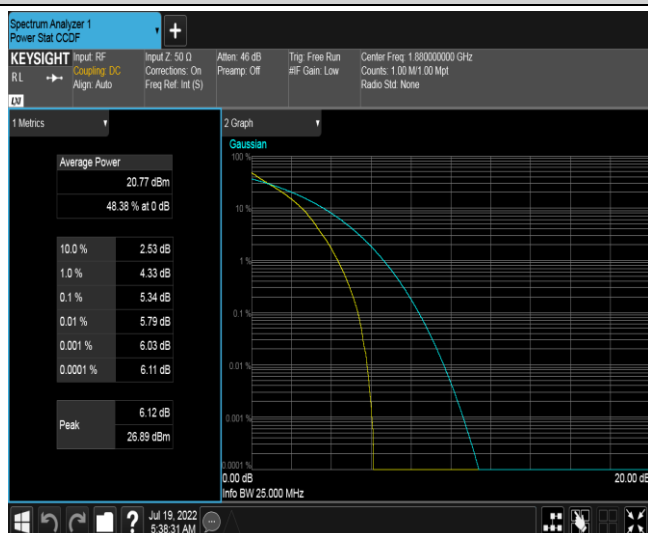 Spectrum Analyzer 1
Power Stat CCDF
KEYSIGHT
RL
LXI
Input: RF
Coupling: DC
Align: Auto
Input Z: 50 Ω
Corrections: On
Freq Ref: Int (S)
Atten: 46 dB
Preamp: Off
Trig: Free Run
#IF Gain: Low
Center Freq: 1.880000000 GHz
Counts: 1.00 M/1.00 Mpt
Radio Std: None
1 Metrics
Average Power
20.77 dBm
48.38 % at 0 dB
10.0 % 2.53 dB
1.0 % 4.33 dB
0.1 % 5.34 dB
0.01 % 5.79 dB
0.001 % 6.03 dB
0.0001 % 6.11 dB
Peak
6.12 dB
26.89 dBm
2 Graph
Gaussian
100 %
10 %
1 %
0.1 %
0.01 %
0.001 %
0.0001 %
0.00 dB
20.00 dB
Info BW 25.000 MHz
Jul 19, 2022
5:38:31 AM